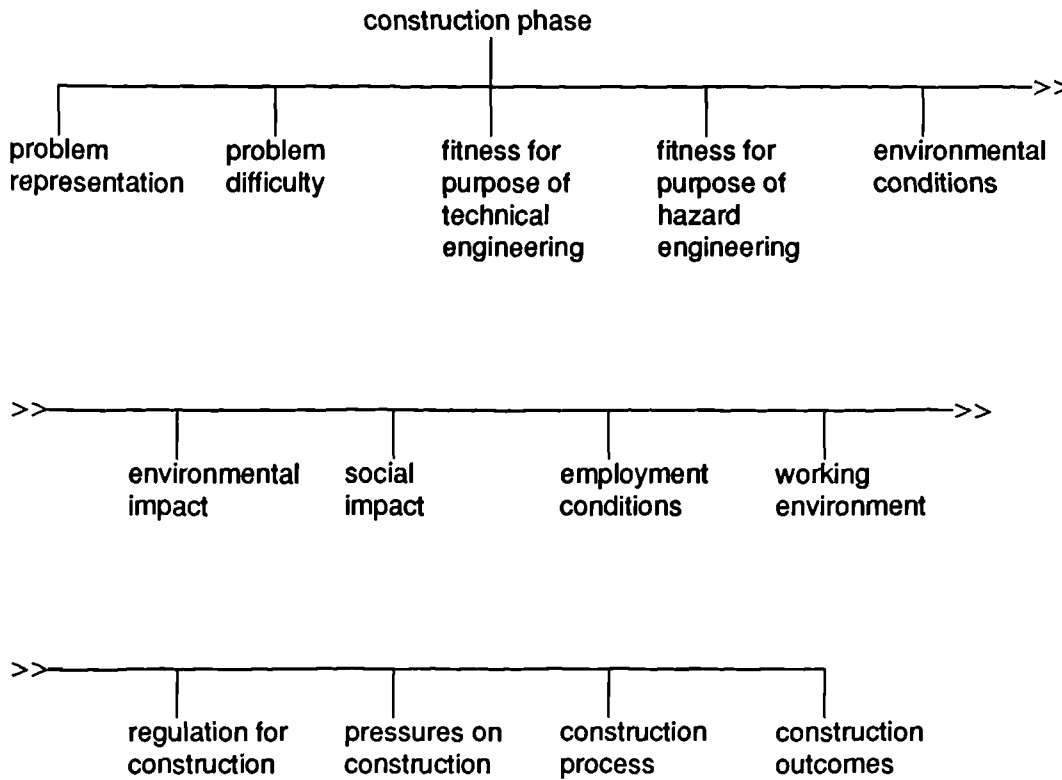 construction phase
>>
problem
representation
problem
difficulty
fitness for
purpose of
technical
engineering
fitness for
purpose of
hazard
engineering
environmental
conditions
>>
>>
environmental
impact
social
impact
employment
conditions
working
environment
>>
regulation for
construction
pressures on
construction
construction
process
construction
outcomes